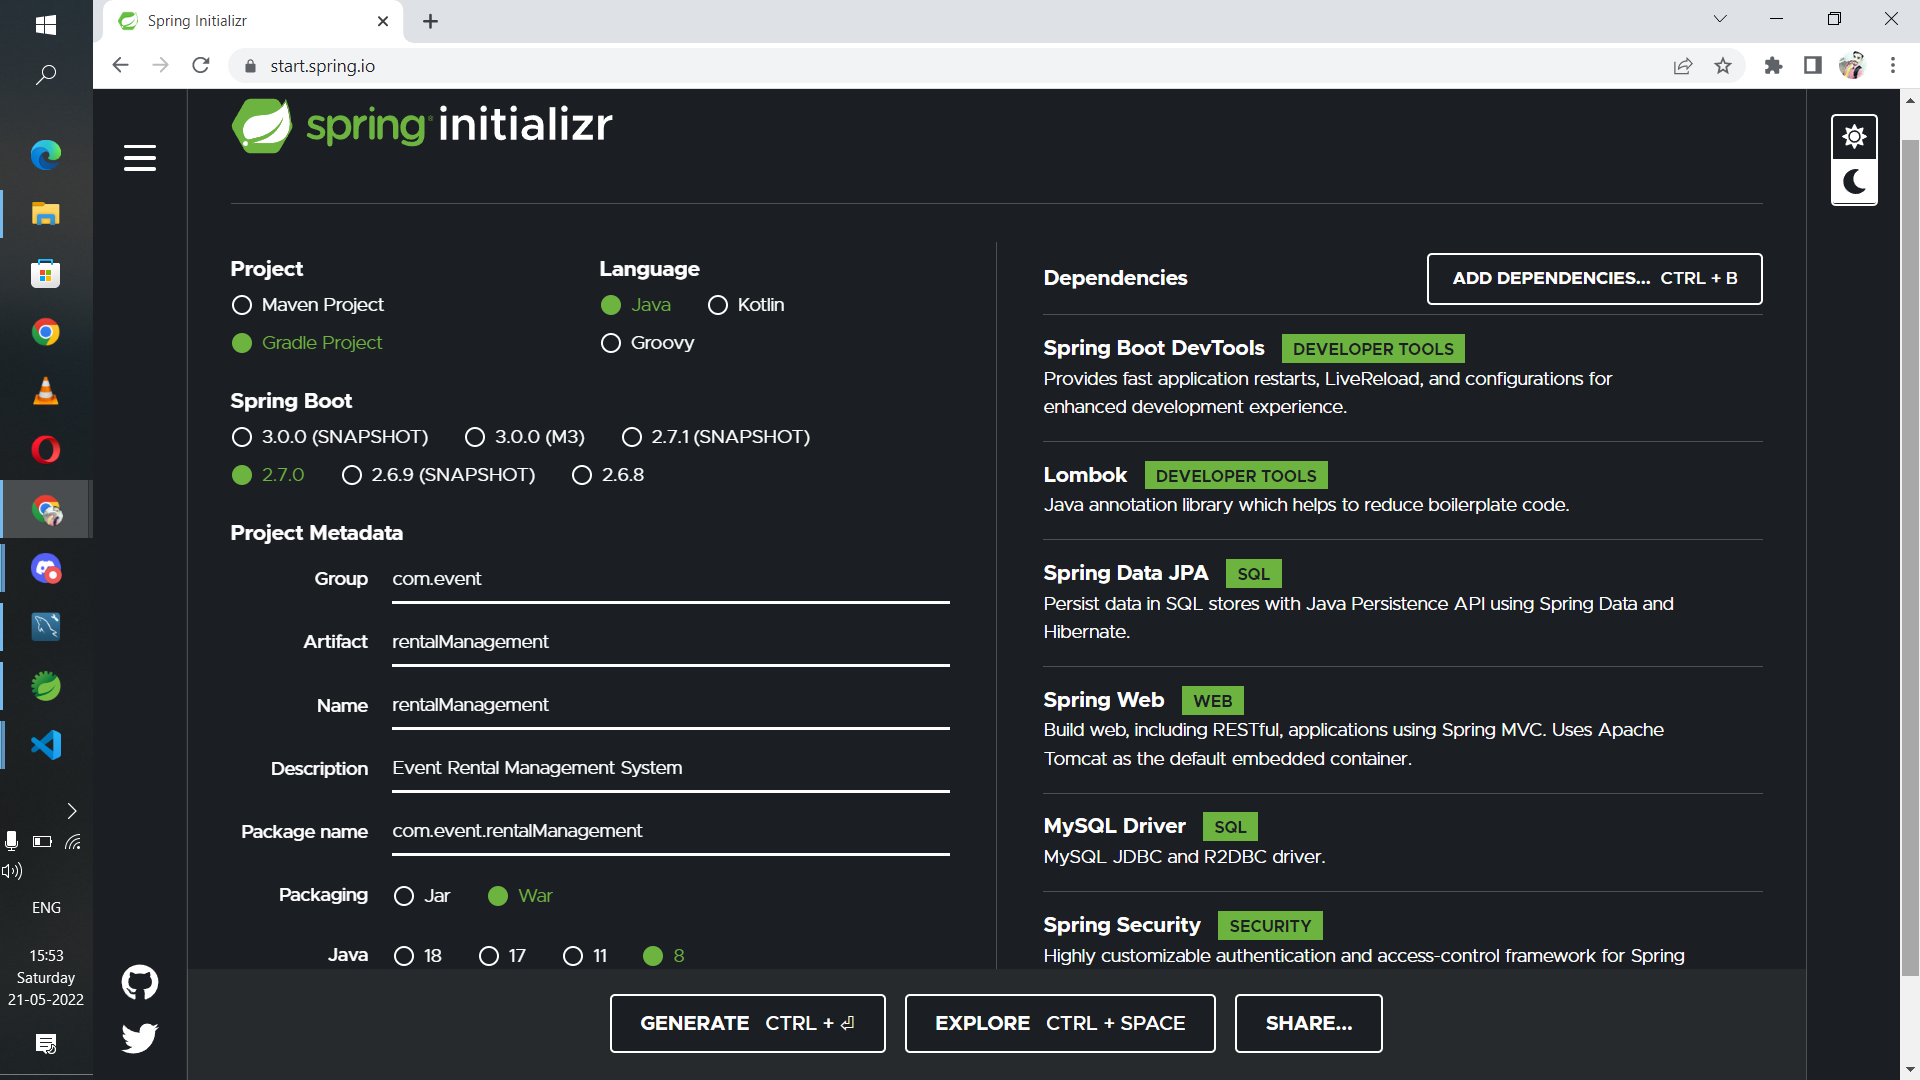 Spring Initializr
start.spring.io
spring initializr
Project
Maven Project
Gradle Project
Language
Java Kotlin
Groovy
Spring Boot
3.0.0 (SNAPSHOT) 3.0.0 (M3) 2.7.1 (SNAPSHOT)
2.7.0 2.6.9 (SNAPSHOT) 2.6.8
Project Metadata
Group com.event
Artifact rentalManagement
Name rentalManagement
Description Event Rental Management System
Package name com.event.rentalManagement
Packaging Jar War
Java 18 17 11 8
Dependencies
ADD DEPENDENCIES... CTRL + B
Spring Boot DevTools DEVELOPER TOOLS
Provides fast application restarts, LiveReload, and configurations for
enhanced development experience.
Lombok DEVELOPER TOOLS
Java annotation library which helps to reduce boilerplate code.
Spring Data JPA SQL
Persist data in SQL stores with Java Persistence API using Spring Data and
Hibernate.
Spring Web WEB
Build web, including RESTful, applications using Spring MVC. Uses Apache
Tomcat as the default embedded container.
MySQL Driver SQL
MySQL JDBC and R2DBC driver.
Spring Security SECURITY
Highly customizable authentication and access-control framework for Spring
GENERATE CTRL + ⏎
EXPLORE CTRL + SPACE
SHARE...
ENG
15:53
Saturday
21-05-2022